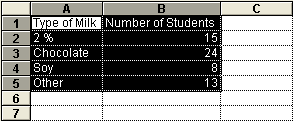 A B C
1 Type of Milk Number of Students
2 2 % 15
3 Chocolate 24
4 Soy 8
5 Other 13
6
7